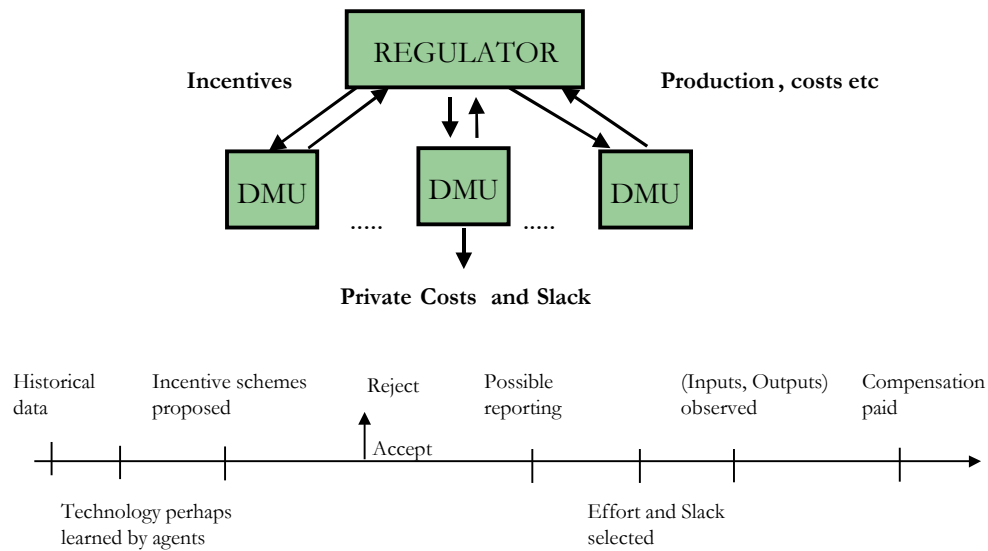 REGULATOR
Incentives
Production, costs etc
DMU
DMU
DMU
.....
.....
Private Costs and Slack
Historical
data
Incentive schemes
proposed
Reject
Accept
Possible
reporting
(Inputs, Outputs)
observed
Compensation
paid
Technology perhaps
learned by agents
Effort and Slack
selected